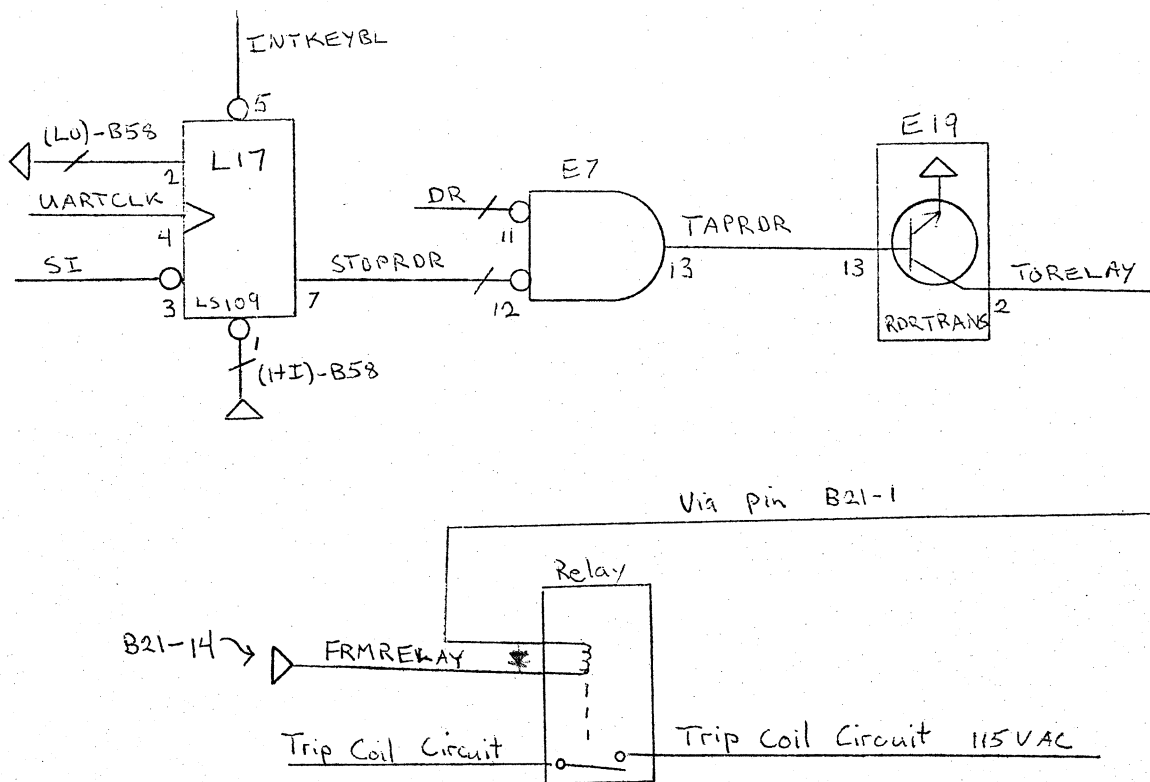 INTKEYBL
5
(LU)-B58
2
L17
UARTCLK
4
SI
3
LS109
7
STOPRDR
1
(1+I)-B58
DR
11
12
E7
13
TAPRDR
13
E19
RDRTRANS
2
TORELAY
Via pin B21-1
Relay
B21-14
FRMRELAY
Trip Coil Circuit
Trip Coil Circuit 115VAC